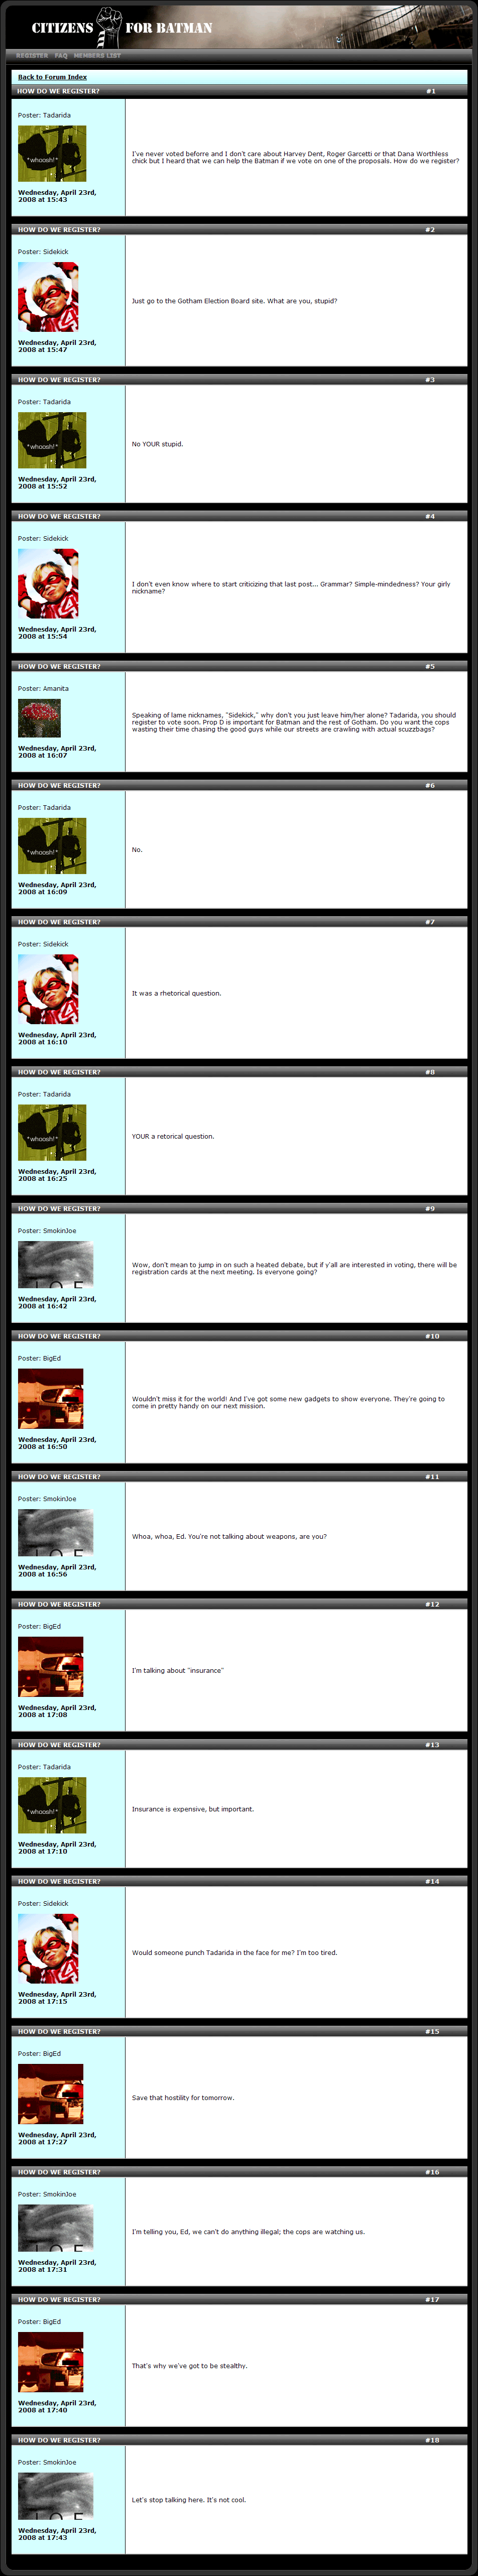 CITIZENS FOR BATMAN
REGISTER FAQ MEMBERS LIST
Back to Forum Index
HOW DO WE REGISTER? #1
Poster: Tadarida
*whoosh!*
Wednesday, April 23rd,
2008 at 15:43
I've never voted beforre and I don't care about Harvey Dent, Roger Garcetti or that Dana Worthless
chick but I heard that we can help the Batman if we vote on one of the proposals. How do we register?
HOW DO WE REGISTER? #2
Poster: Sidekick
Wednesday, April 23rd,
2008 at 15:47
Just go to the Gotham Election Board site. What are you, stupid?
HOW DO WE REGISTER? #3
Poster: Tadarida
*whoosh!*
Wednesday, April 23rd,
2008 at 15:52
No YOUR stupid.
HOW DO WE REGISTER? #4
Poster: Sidekick
Wednesday, April 23rd,
2008 at 15:54
I don't even know where to start criticizing that last post... Grammar? Simple-mindedness? Your girly
nickname?
HOW DO WE REGISTER? #5
Poster: Amanita
Wednesday, April 23rd,
2008 at 16:07
Speaking of lame nicknames, "Sidekick," why don't you just leave him/her alone? Tadarida, you should
register to vote soon. Prop D is important for Batman and the rest of Gotham. Do you want the cops
wasting their time chasing the good guys while our streets are crawling with actual scuzzbags?
HOW DO WE REGISTER? #6
Poster: Tadarida
*whoosh!*
Wednesday, April 23rd,
2008 at 16:09
No.
HOW DO WE REGISTER? #7
Poster: Sidekick
Wednesday, April 23rd,
2008 at 16:10
It was a rhetorical question.
HOW DO WE REGISTER? #8
Poster: Tadarida
*whoosh!*
Wednesday, April 23rd,
2008 at 16:25
YOUR a retorical question.
HOW DO WE REGISTER? #9
Poster: SmokinJoe
JOE
Wednesday, April 23rd,
2008 at 16:42
Wow, don't mean to jump in on such a heated debate, but if y'all are interested in voting, there will be
registration cards at the next meeting. Is everyone going?
HOW DO WE REGISTER? #10
Poster: BigEd
Wednesday, April 23rd,
2008 at 16:50
Wouldn't miss it for the world! And I've got some new gadgets to show everyone. They're going to
come in pretty handy on our next mission.
HOW DO WE REGISTER? #11
Poster: SmokinJoe
JOE
Wednesday, April 23rd,
2008 at 16:56
Whoa, whoa, Ed. You're not talking about weapons, are you?
HOW DO WE REGISTER? #12
Poster: BigEd
Wednesday, April 23rd,
2008 at 17:08
I'm talking about "insurance"
HOW DO WE REGISTER? #13
Poster: Tadarida
*whoosh!*
Wednesday, April 23rd,
2008 at 17:10
Insurance is expensive, but important.
HOW DO WE REGISTER? #14
Poster: Sidekick
Wednesday, April 23rd,
2008 at 17:15
Would someone punch Tadarida in the face for me? I'm too tired.
HOW DO WE REGISTER? #15
Poster: BigEd
Wednesday, April 23rd,
2008 at 17:27
Save that hostility for tomorrow.
HOW DO WE REGISTER? #16
Poster: SmokinJoe
JOE
Wednesday, April 23rd,
2008 at 17:31
I'm telling you, Ed, we can't do anything illegal; the cops are watching us.
HOW DO WE REGISTER? #17
Poster: BigEd
Wednesday, April 23rd,
2008 at 17:40
That's why we've got to be stealthy.
HOW DO WE REGISTER? #18
Poster: SmokinJoe
JOE
Wednesday, April 23rd,
2008 at 17:43
Let's stop talking here. It's not cool.